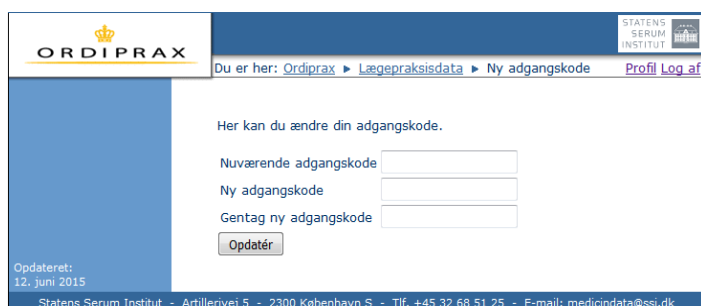 ORDIPRAX
STATENS
SERUM
INSTITUT
Du er her: Ordiprax ► Lægepraksisdata ► Ny adgangskode Profil Log af
Her kan du ændre din adgangskode.
Nuværende adgangskode
Ny adgangskode
Gentag ny adgangskode
Opdatér
Opdateret:
12. juni 2015
Statens Serum Institut - Artillerivej 5 - 2300 København S - Tlf. +45 32 68 51 25 - E-mail: medicindata@ssi.dk